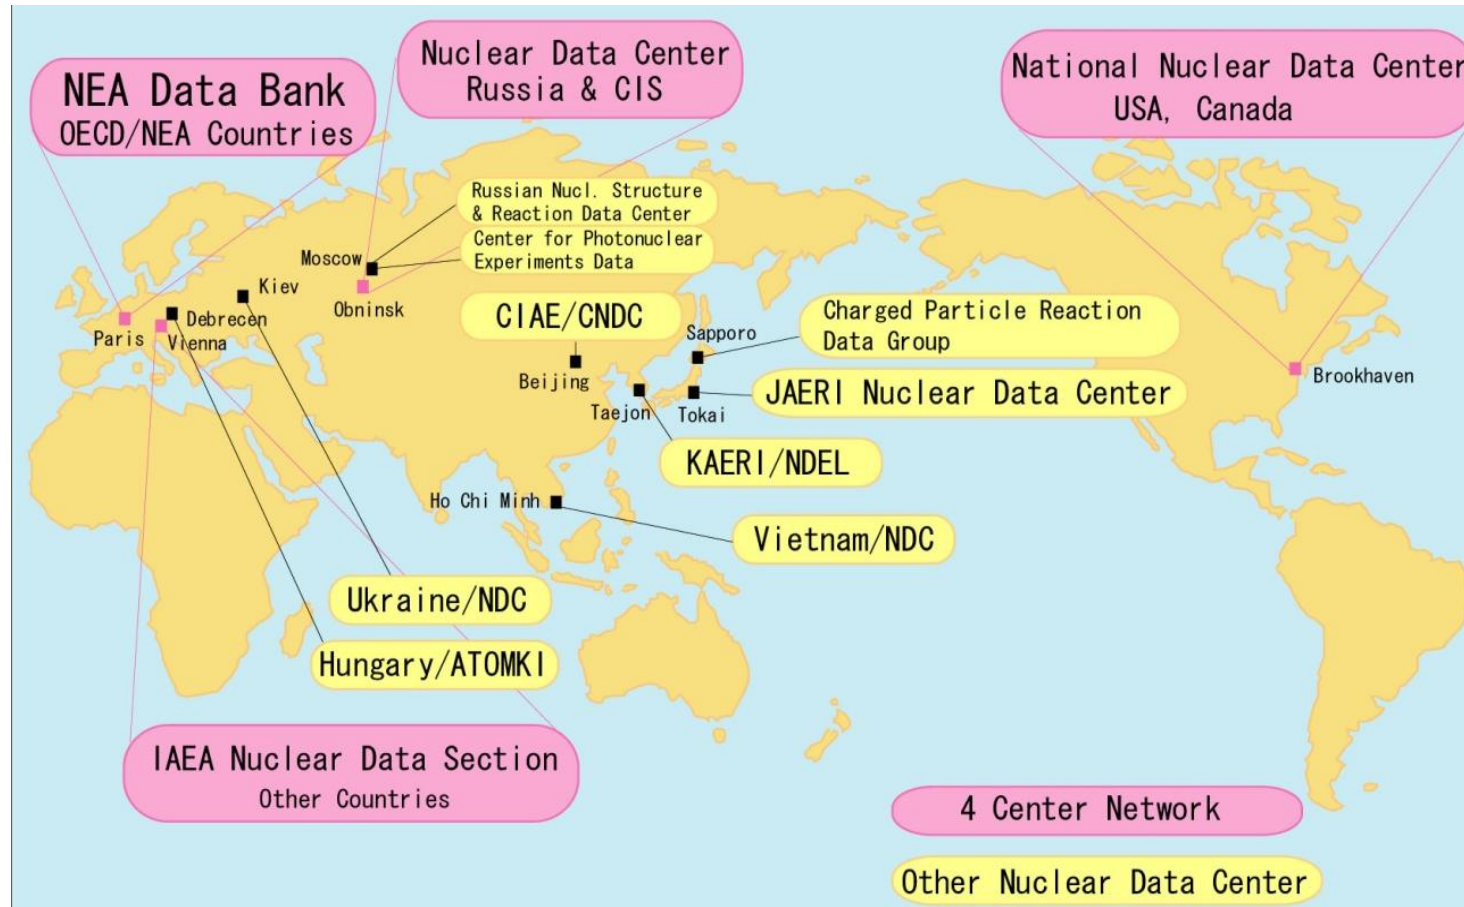 NEA Data Bank
OECD/NEA Countries
Nuclear Data Center
Russia & CIS
National Nuclear Data Center
USA, Canada
Russian Nucl. Structure
& Reaction Data Center
Center for Photonuclear
Experiments Data
Moscow
Obninsk
Kiev
Debrecen
Paris
Vienna
CIAE/CNDC
Beijing
Sapporo
Charged Particle Reaction
Data Group
Taejon
Tokai
JAERI Nuclear Data Center
Brookhaven
KAERI/NDEL
Ho Chi Minh
Vietnam/NDC
Ukraine/NDC
Hungary/ATOMKI
IAEA Nuclear Data Section
Other Countries
4 Center Network
Other Nuclear Data Center